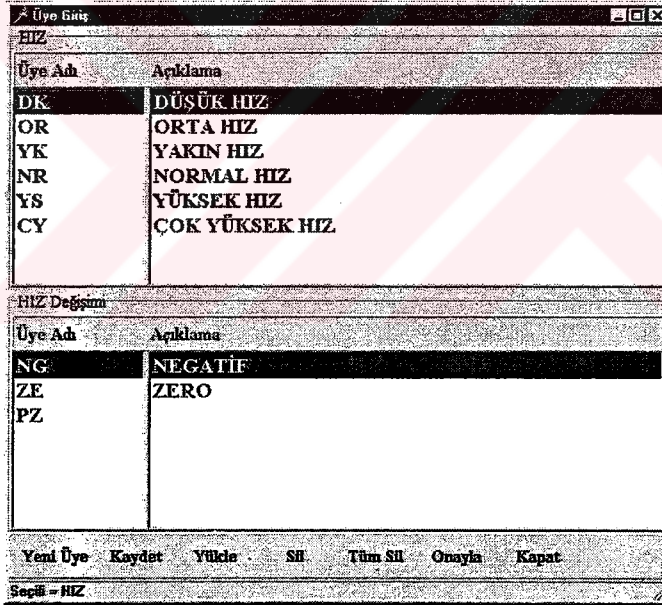 Üye Giriş
HIZ
Üye Adı Açıklama
DK DÜŞÜK HIZ
OR ORTA HIZ
YK YAKIN HIZ
NR NORMAL HIZ
YS YÜKSEK HIZ
CY ÇOK YÜKSEK HIZ
HIZ Değişimi
Üye Adı Açıklama
NG NEGATİF
ZE ZERO
PZ
Yeni Üye Kaydet Yükle Sil Tüm Sil Onayla Kapat
Seçili = HIZ